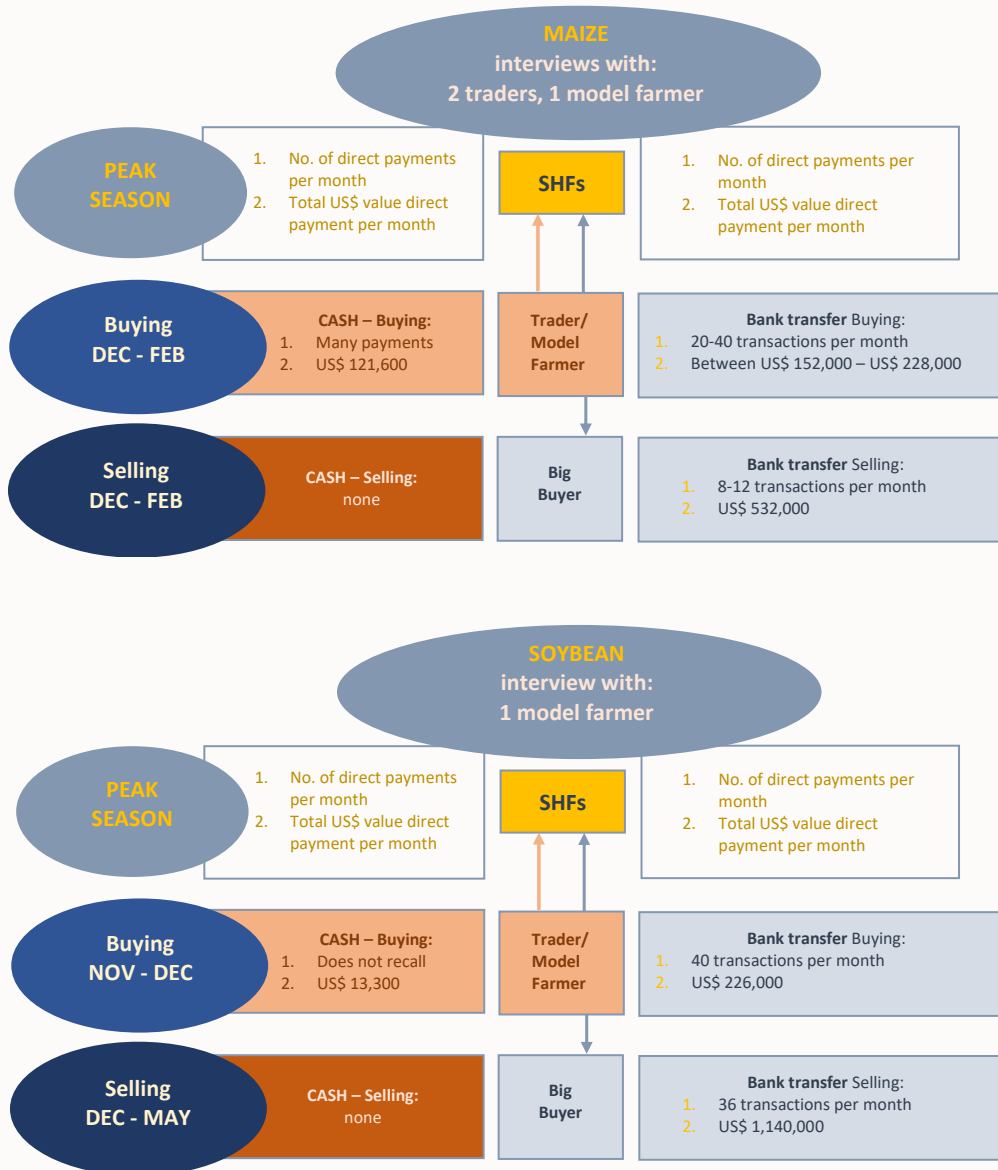 MAIZE
interviews with:
2 traders, 1 model farmer
PEAK
SEASON
1. No. of direct payments
per month
2. Total US$ value direct
payment per month
SHFs
1. No. of direct payments per
month
2. Total US$ value direct
payment per month
Buying
DEC - FEB
CASH – Buying:
1. Many payments
2. US$ 121,600
Trader/
Model
Farmer
Bank transfer Buying:
1. 20-40 transactions per month
2. Between US$ 152,000 – US$ 228,000
Selling
DEC - FEB
CASH – Selling:
none
Big
Buyer
Bank transfer Selling:
1. 8-12 transactions per month
2. US$ 532,000
SOYBEAN
interview with:
1 model farmer
PEAK
SEASON
1. No. of direct payments
per month
2. Total US$ value direct
payment per month
SHFs
1. No. of direct payments per
month
2. Total US$ value direct
payment per month
Buying
NOV - DEC
CASH – Buying:
1. Does not recall
2. US$ 13,300
Trader/
Model
Farmer
Bank transfer Buying:
1. 40 transactions per month
2. US$ 226,000
Selling
DEC - MAY
CASH – Selling:
none
Big
Buyer
Bank transfer Selling:
1. 36 transactions per month
2. US$ 1,140,000